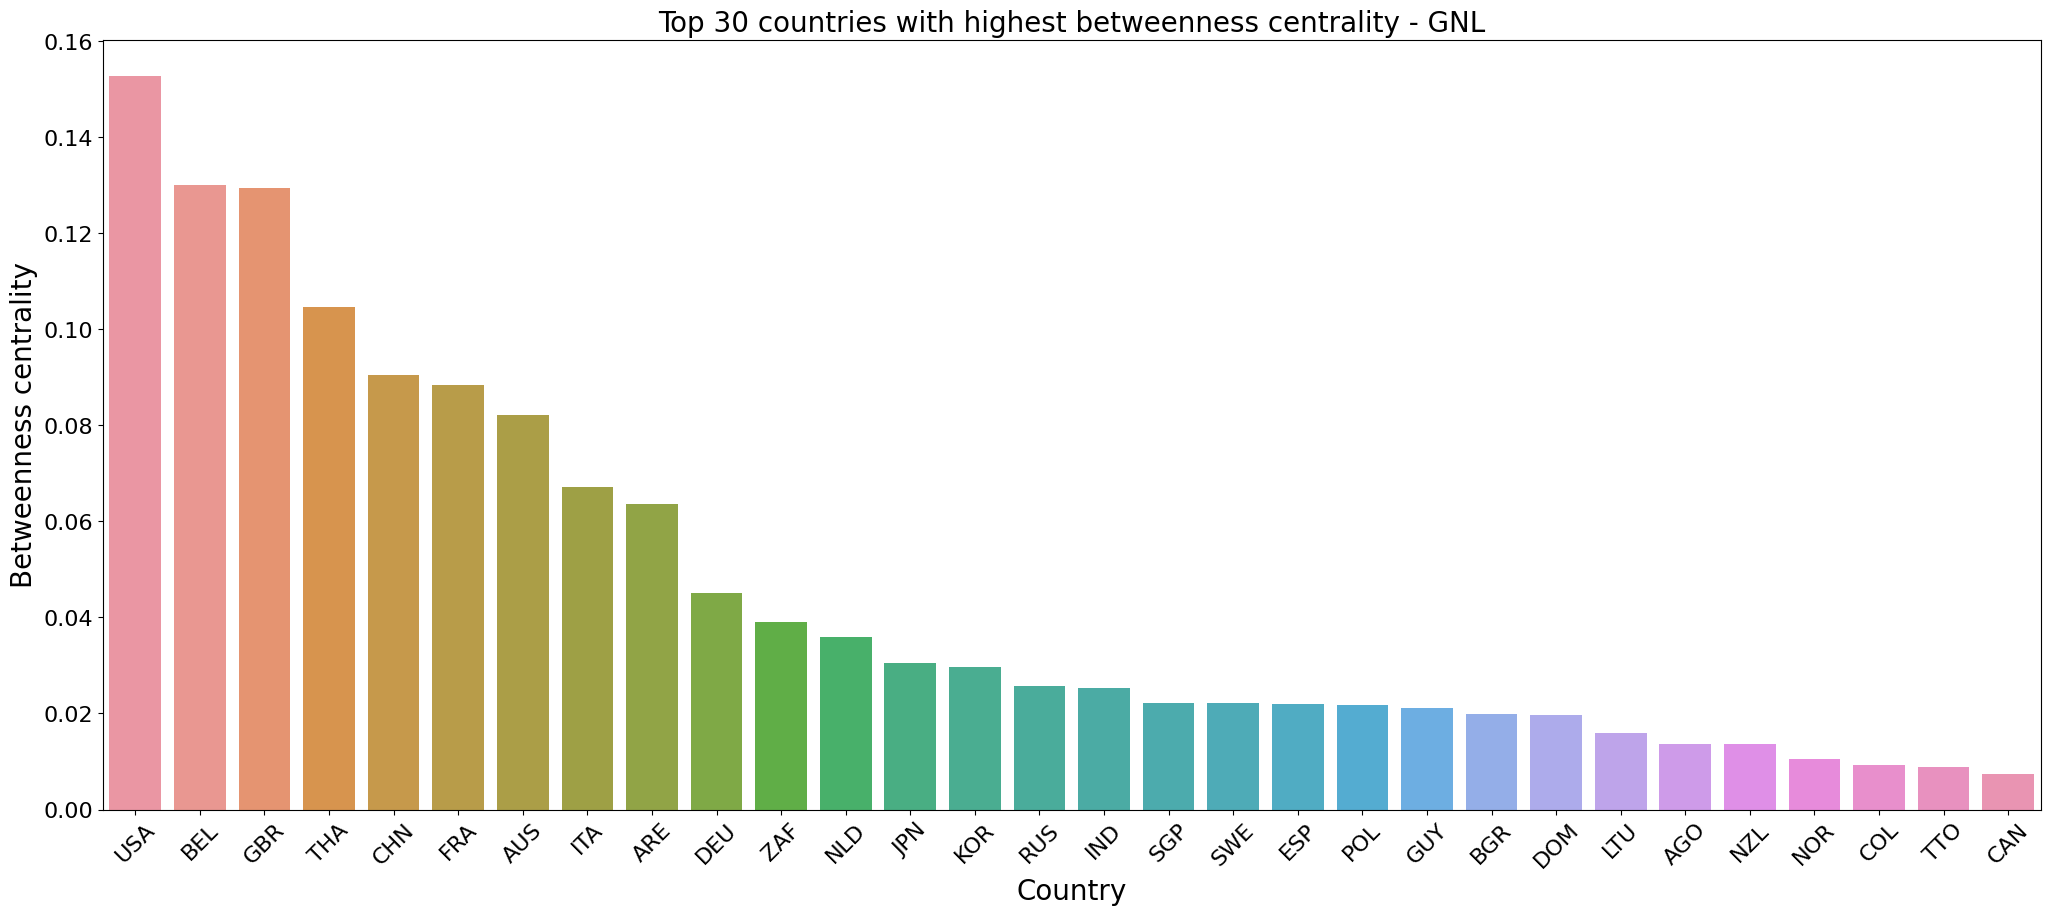 Top 30 countries with highest betweenness centrality - GNL
0.16
0.14
0.12
0.10
0.08
0.06
0.04
0.02
0.00
Betweenness centrality
USA BEL GBR THA CHN FRA AUS ITA ARE DEU ZAF NLD JPN KOR RUS IND SGP SWE ESP POL GUY BGR DOM LTU AGO NZL NOR COL TTO CAN
Country